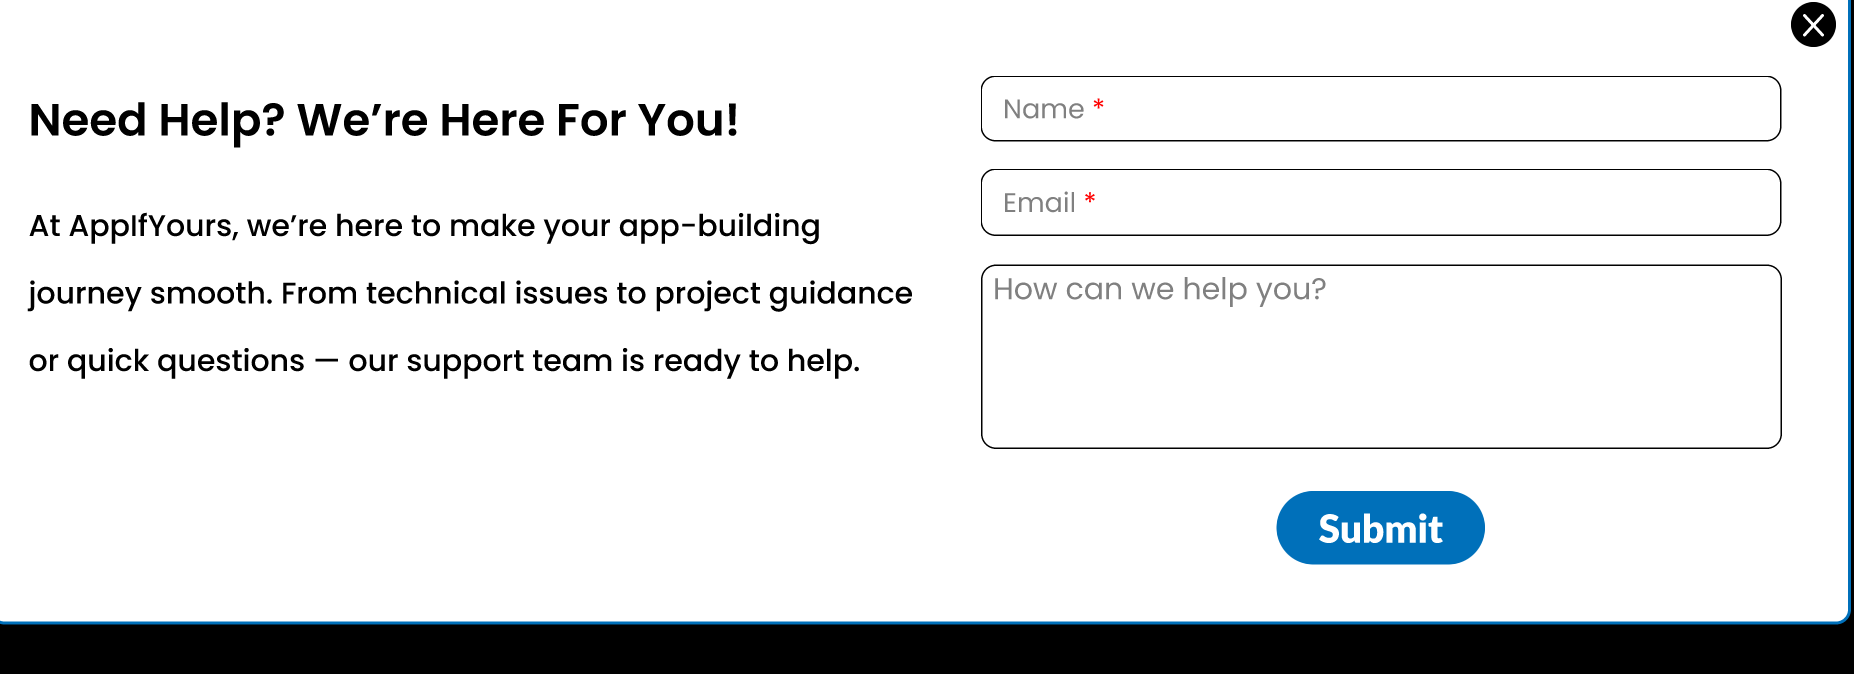 Need Help? We’re Here For You!
At AppIfYours, we’re here to make your app-building
journey smooth. From technical issues to project guidance
or quick questions — our support team is ready to help.
Name *
Email *
How can we help you?
Submit